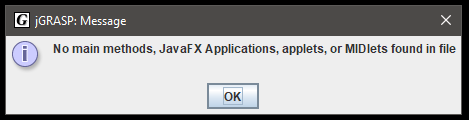 jGRASP: Message
No main methods, JavaFX Applications, applets, or MIDlets found in file
OK